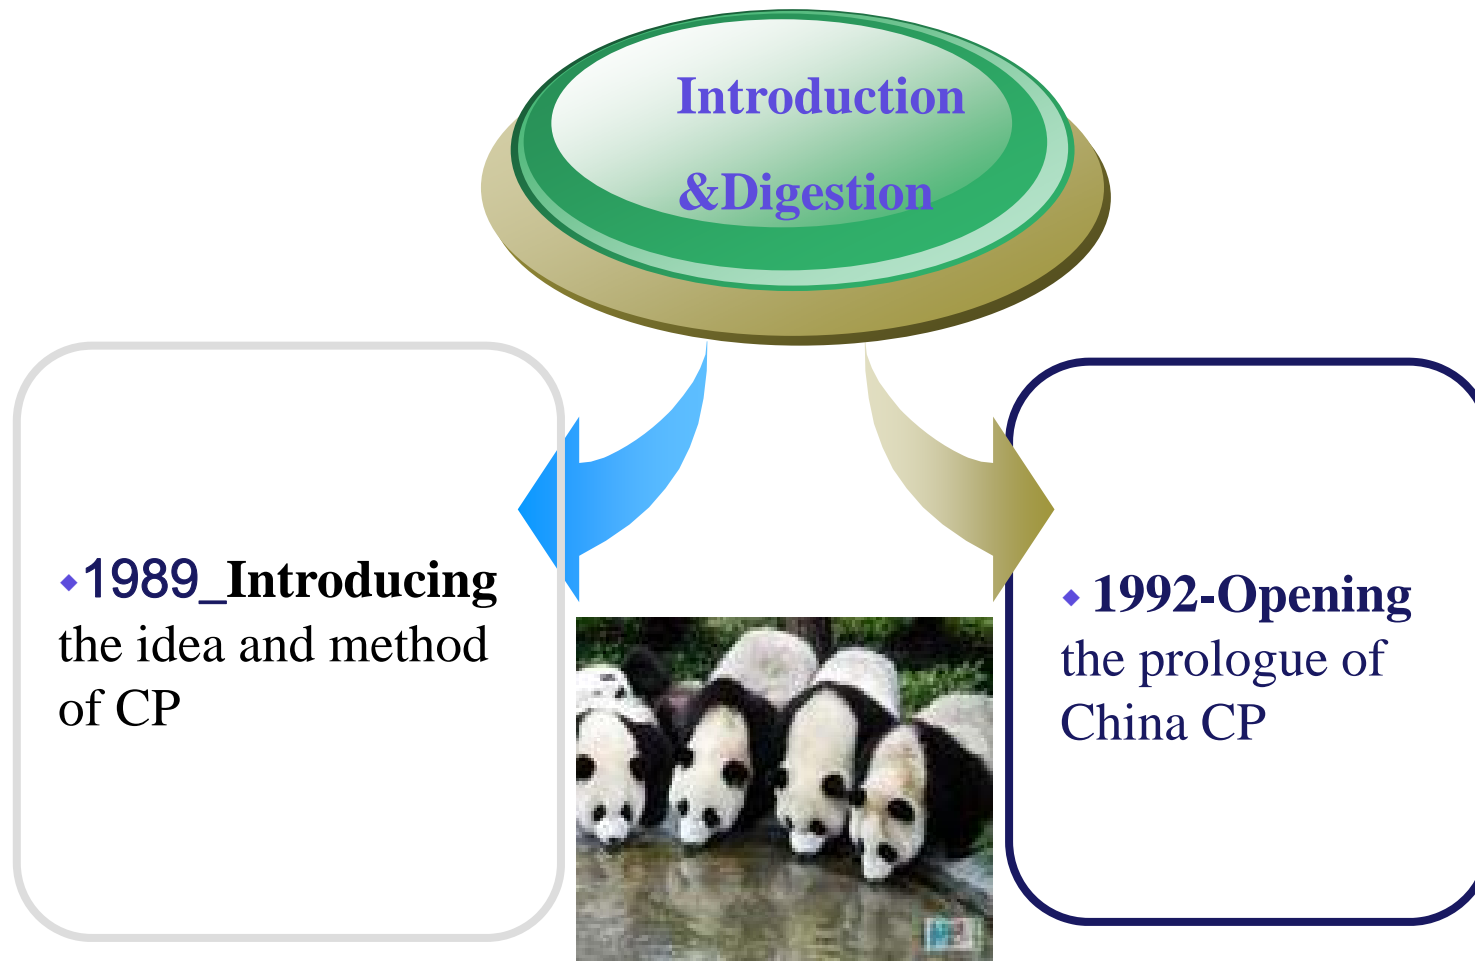 Introduction
&Digestion
1989_Introducing
the idea and method
of CP
1992-Opening
the prologue of
China CP